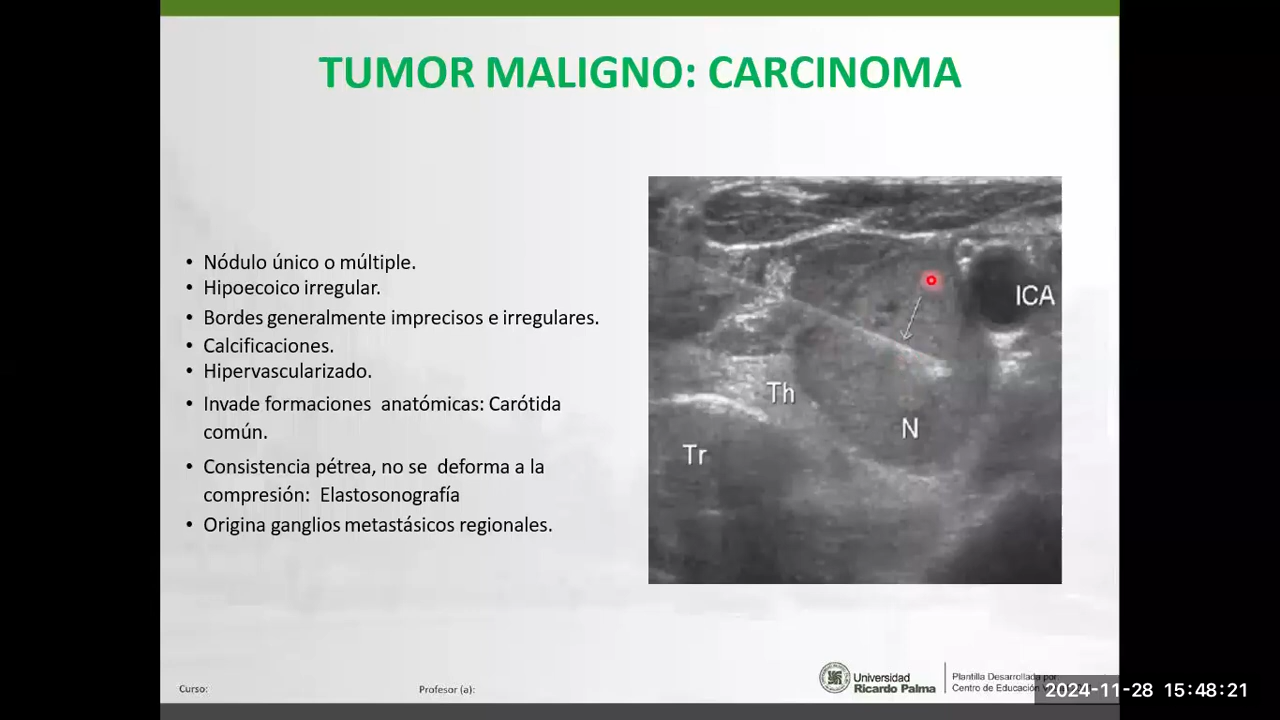 TUMOR MALIGNO: CARCINOMA
• Nódulo único o múltiple.
• Hipoecoico irregular.
• Bordes generalmente imprecisos e irregulares.
• Calcificaciones.
• Hipervascularizado.
• Invade formaciones anatómicas: Carótida
común.
• Consistencia pétrea, no se deforma a la
compresión: Elastosonografía
• Origina ganglios metastásicos regionales.
ICA
Th
N
Tr
Curso:
Profesor (a):
Universidad
Ricardo Palma
Plantilla Desarrollada por
Centro de Educación
2024-11-28 15:48:21